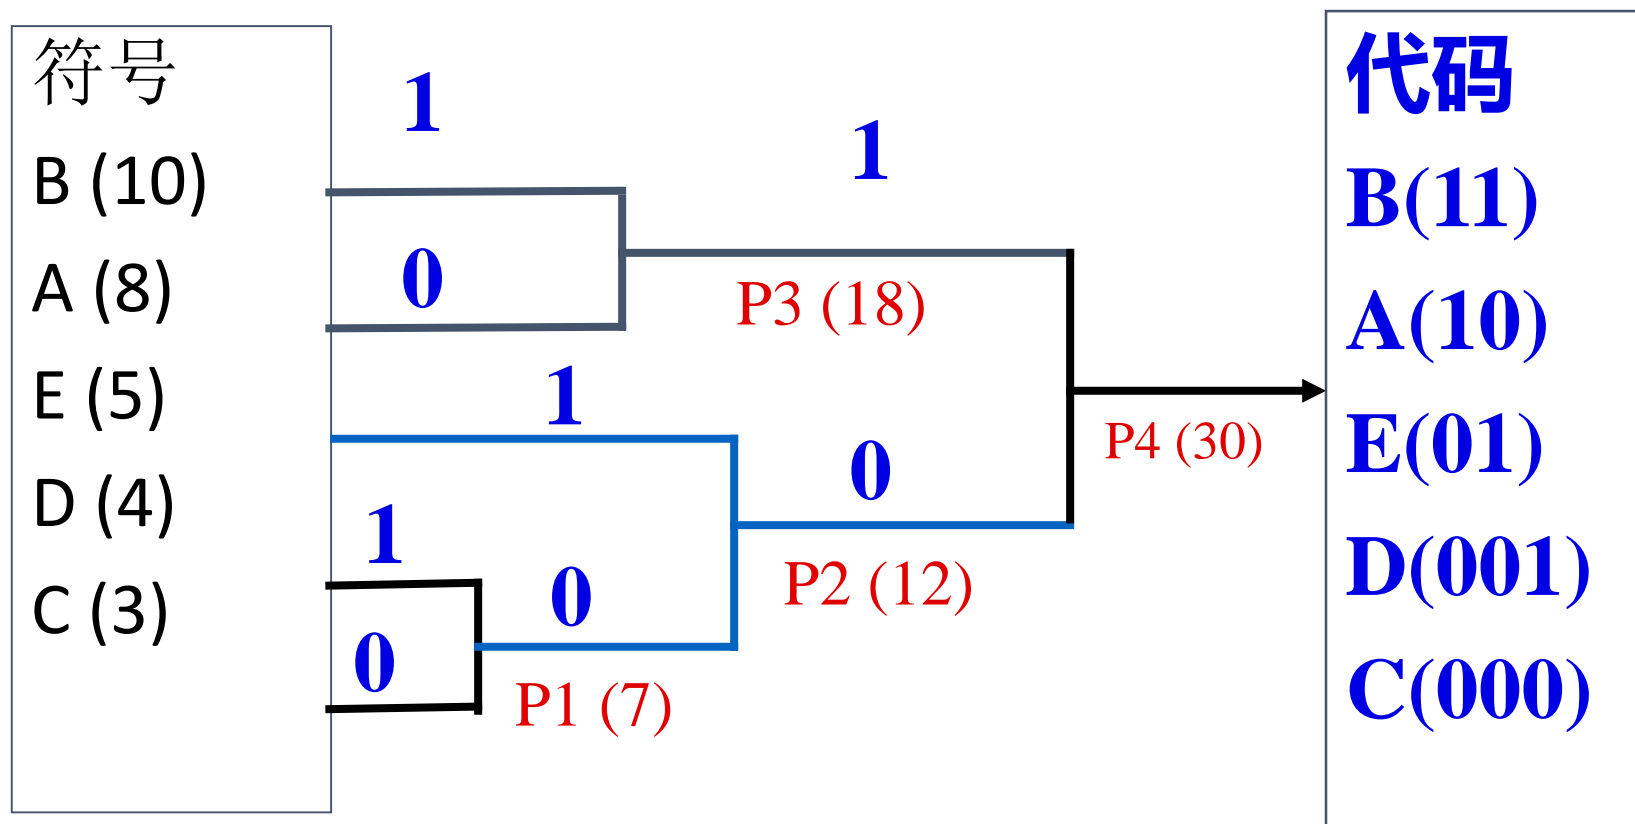 符号
B (10)
A (8)
E (5)
D (4)
C (3)
1
0
1
1
0
0
1
0
P1 (7)
P2 (12)
P3 (18)
P4 (30)
代码
B(11)
A(10)
E(01)
D(001)
C(000)